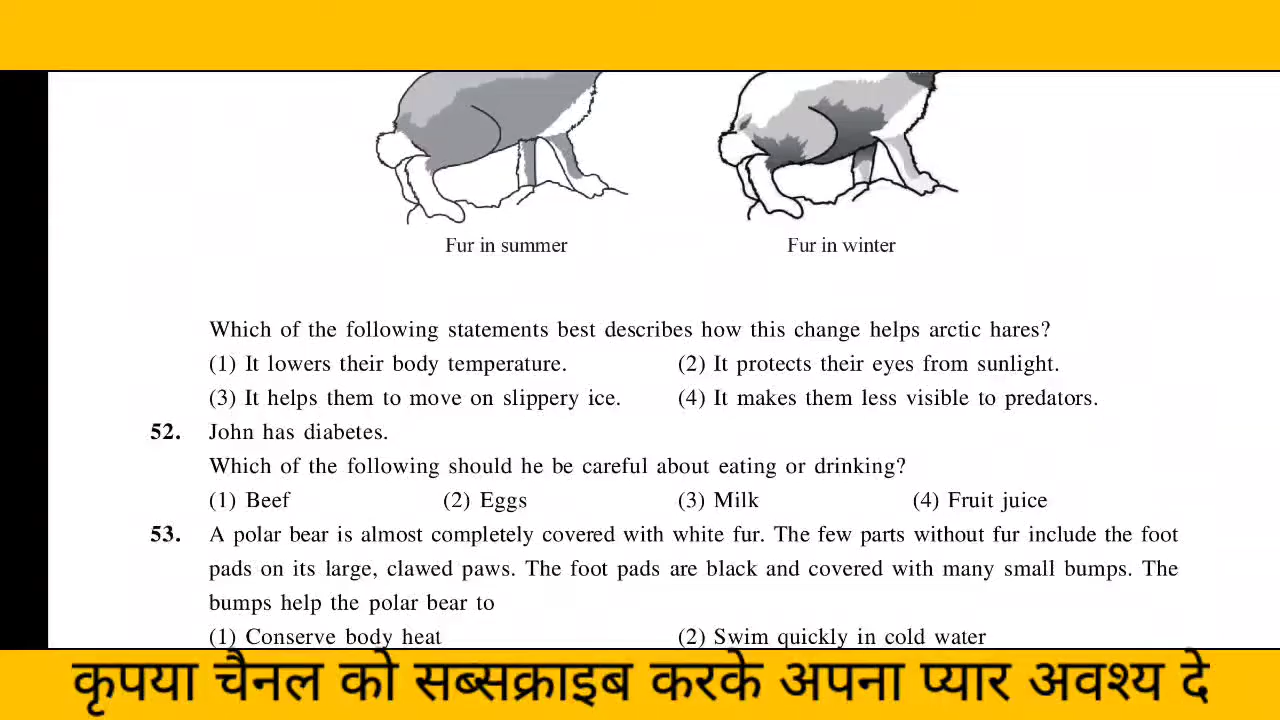 Fur in summer Fur in winter
Which of the following statements best describes how this change helps arctic hares?
(1) It lowers their body temperature. (2) It protects their eyes from sunlight.
(3) It helps them to move on slippery ice. (4) It makes them less visible to predators.
52. John has diabetes.
Which of the following should he be careful about eating or drinking?
(1) Beef (2) Eggs (3) Milk (4) Fruit juice
53. A polar bear is almost completely covered with white fur. The few parts without fur include the foot
pads on its large, clawed paws. The foot pads are black and covered with many small bumps. The
bumps help the polar bear to
(1) Conserve body heat (2) Swim quickly in cold water
कृपया चैनल को सब्सक्राइब करके अपना प्यार अवश्य दे